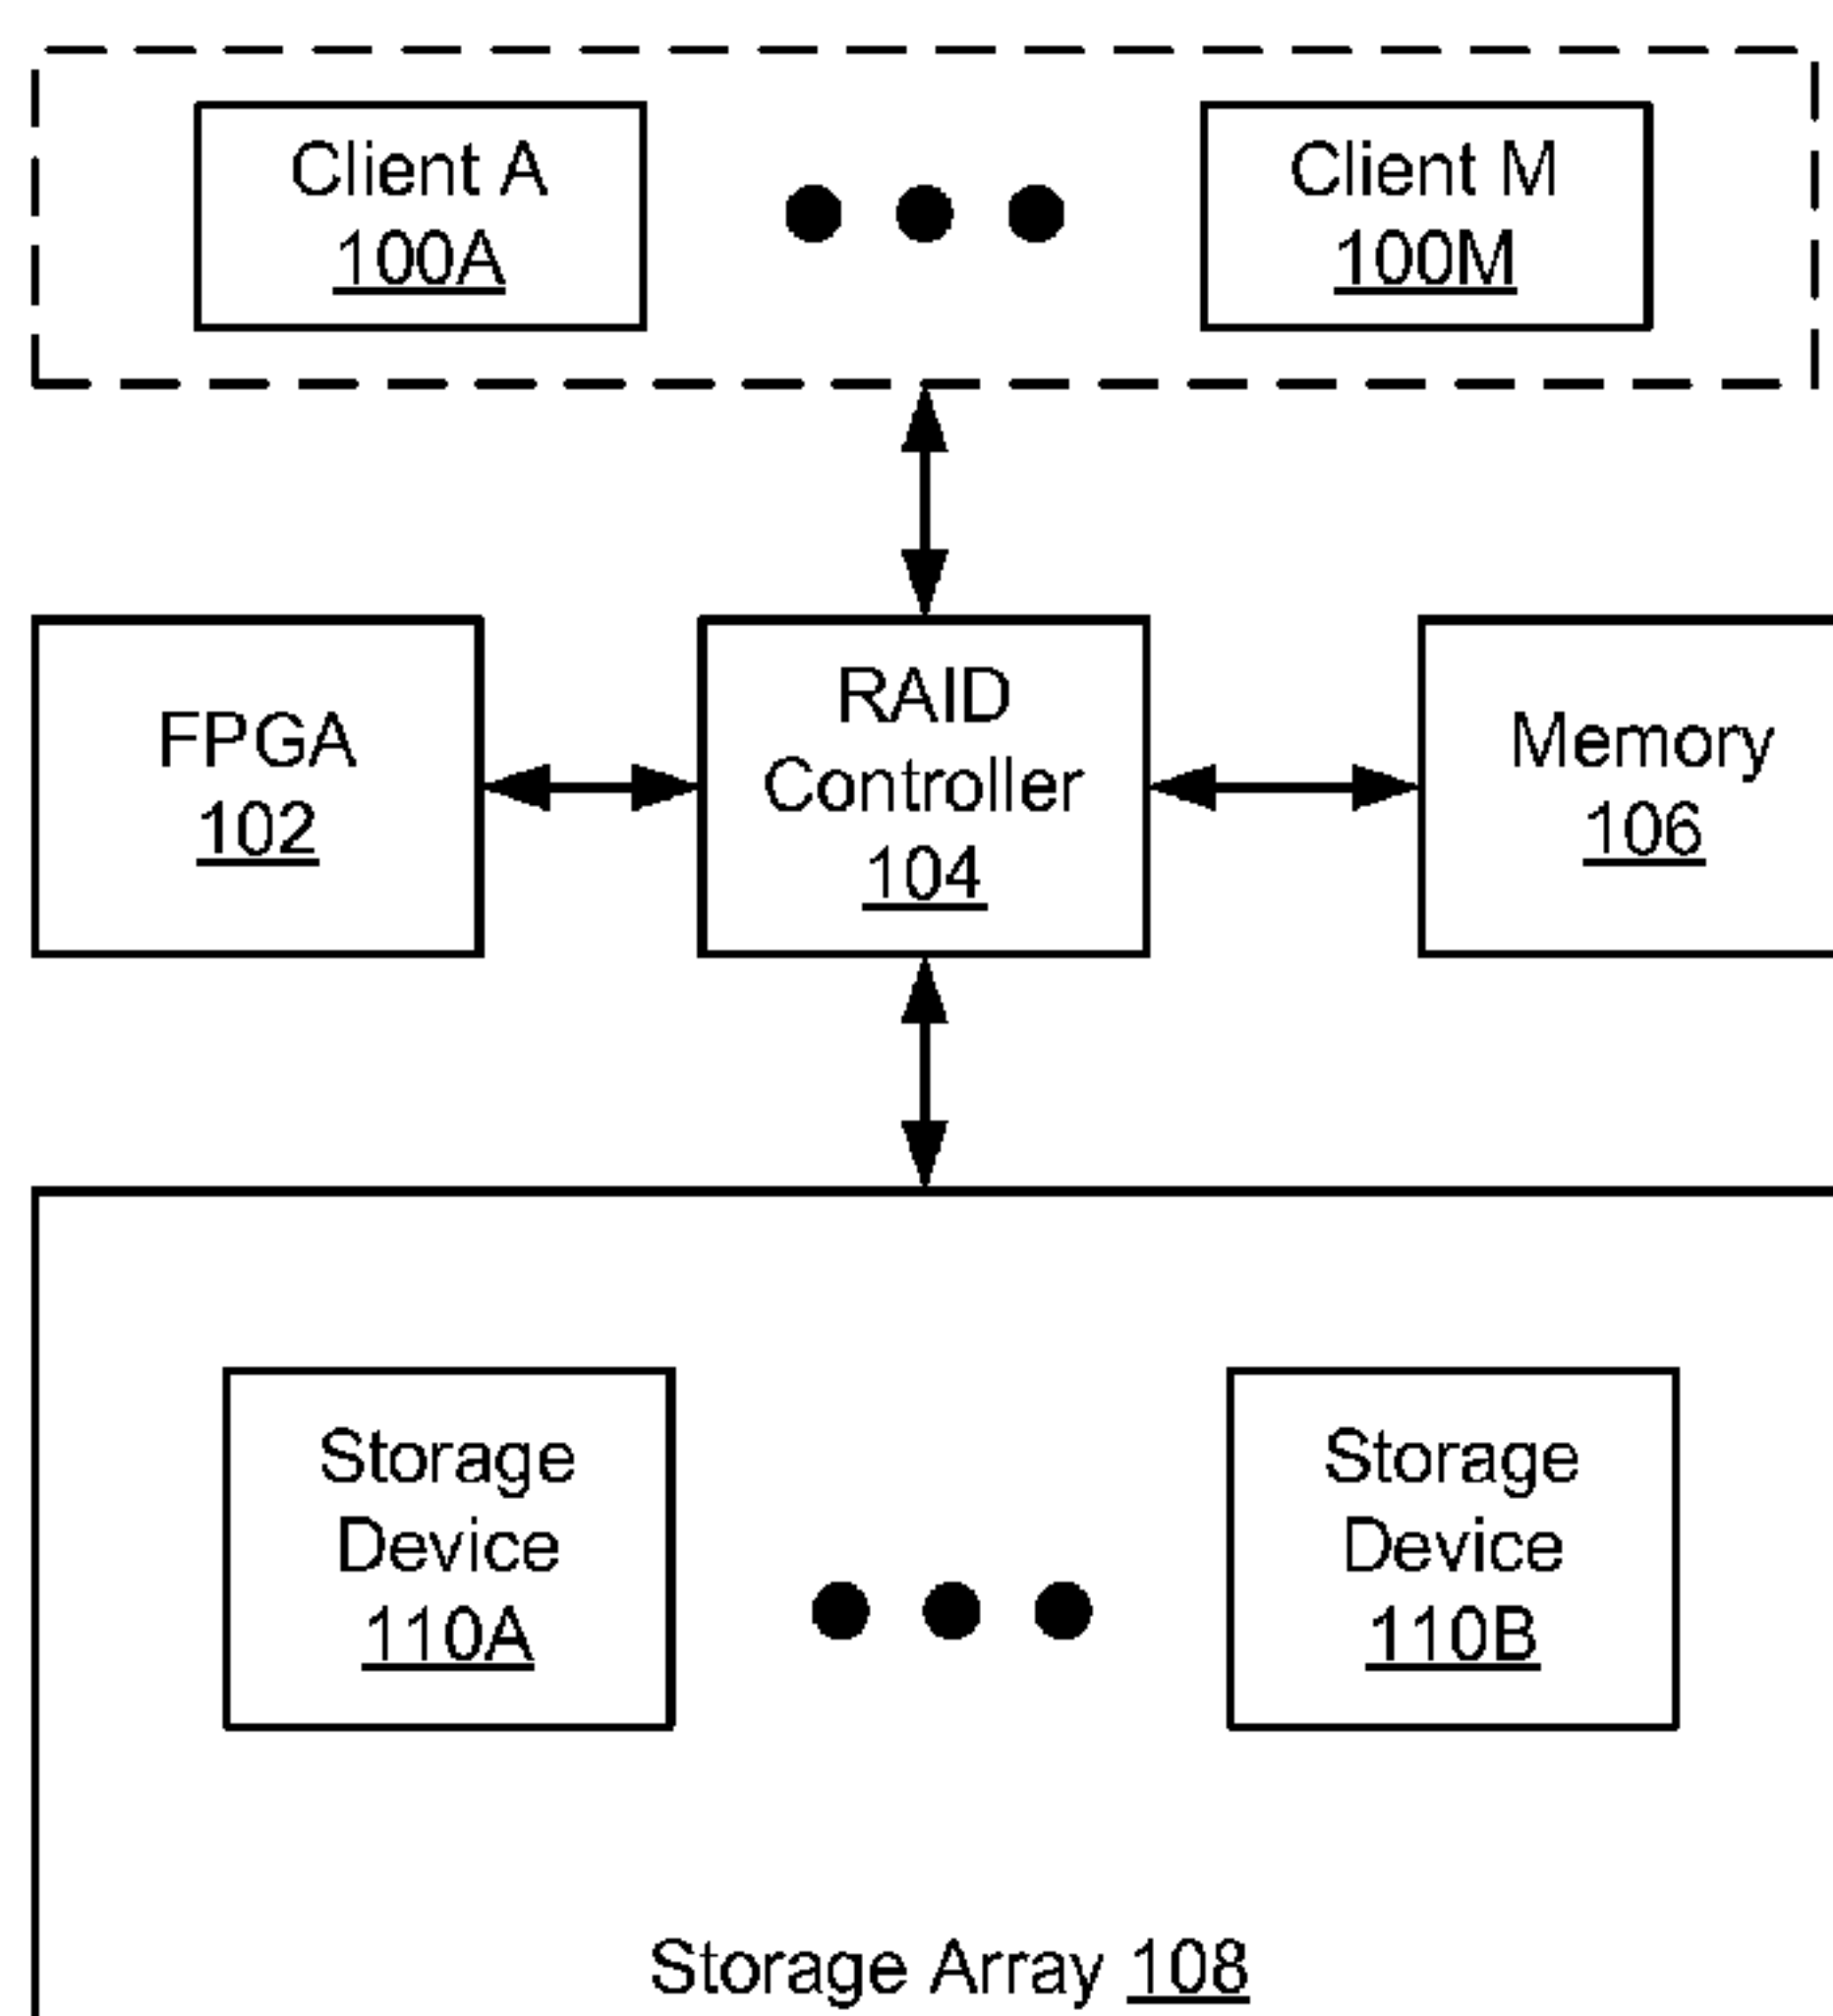 Client A
100A
Client M
100M
FPGA
102
RAID
Controller
104
Memory
106
Storage
Device
110A
Storage
Device
110B
Storage Array 108